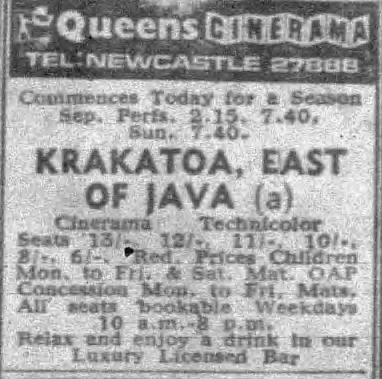 Queens CINERAMA
TEL: NEWCASTLE 27888
Commences Today for a Season
Sep. Perfs. 2.15. 7.40.
Sun. 7.40.
KRAKATOA, EAST
OF JAVA (a)
Cinerama Technicolor
Seats 13/-, 12/-, 11/-, 10/-,
8/-, 6/-. Red. Prices Children
Mon. to Fri. & Sat. Mat. OAP
Concession Mon. to Fri. Mats.
All seats bookable Weekdays
10 a.m.-8 p.m.
Relax and enjoy a drink in our
Luxury Licensed Bar